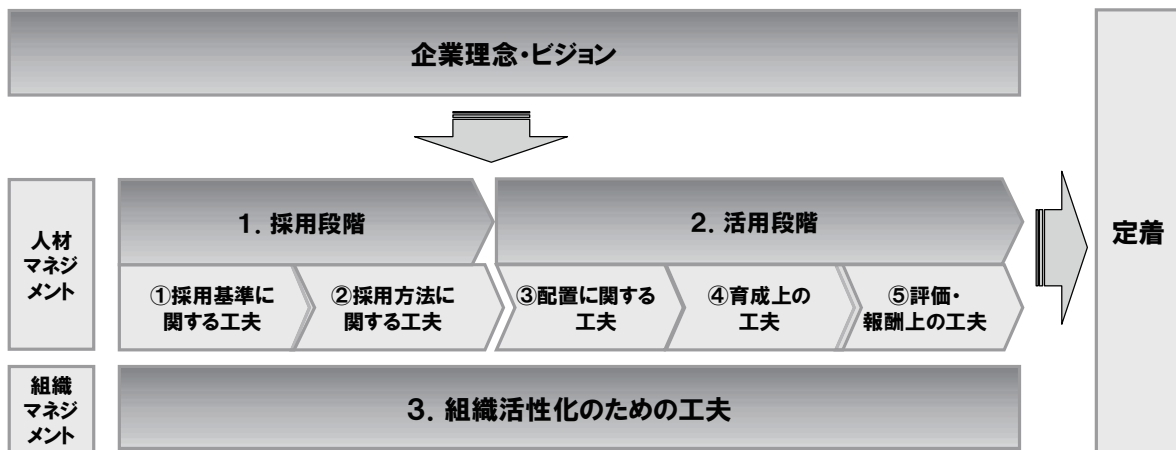 企業理念・ビジョン
人材
マネジ
メント
1. 採用段階
2. 活用段階
①採用基準に
関する工夫
②採用方法に
関する工夫
③配置に関する
工夫
④育成上の
工夫
⑤評価・
報酬上の工夫
組織
マネジ
メント
3. 組織活性化のための工夫
定着